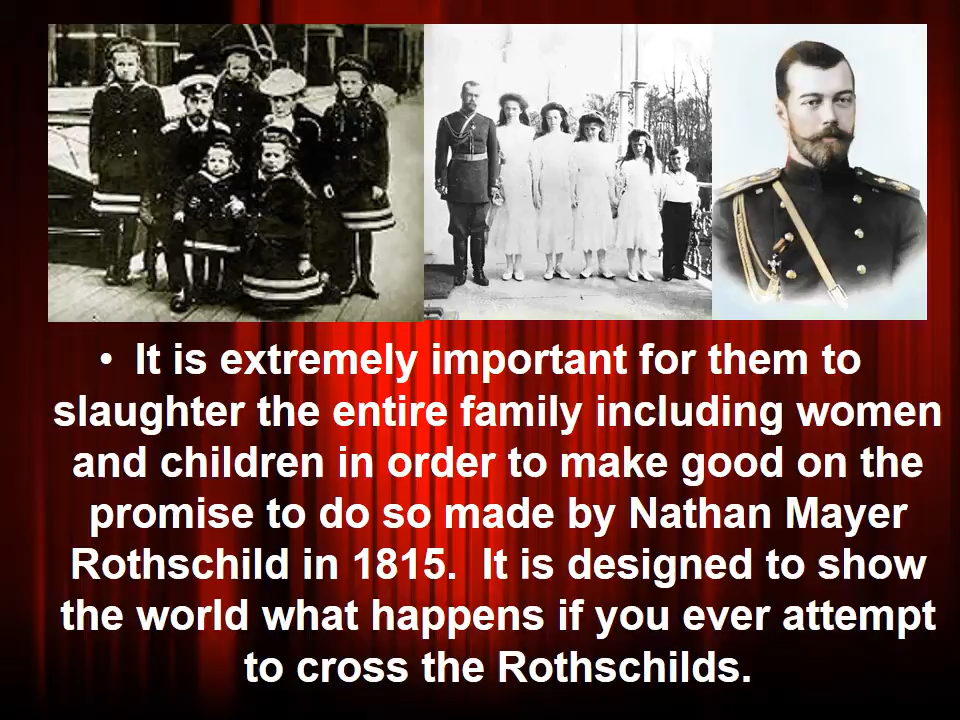 • It is extremely important for them to
slaughter the entire family including women
and children in order to make good on the
promise to do so made by Nathan Mayer
Rothschild in 1815.  It is designed to show
the world what happens if you ever attempt
to cross the Rothschilds.